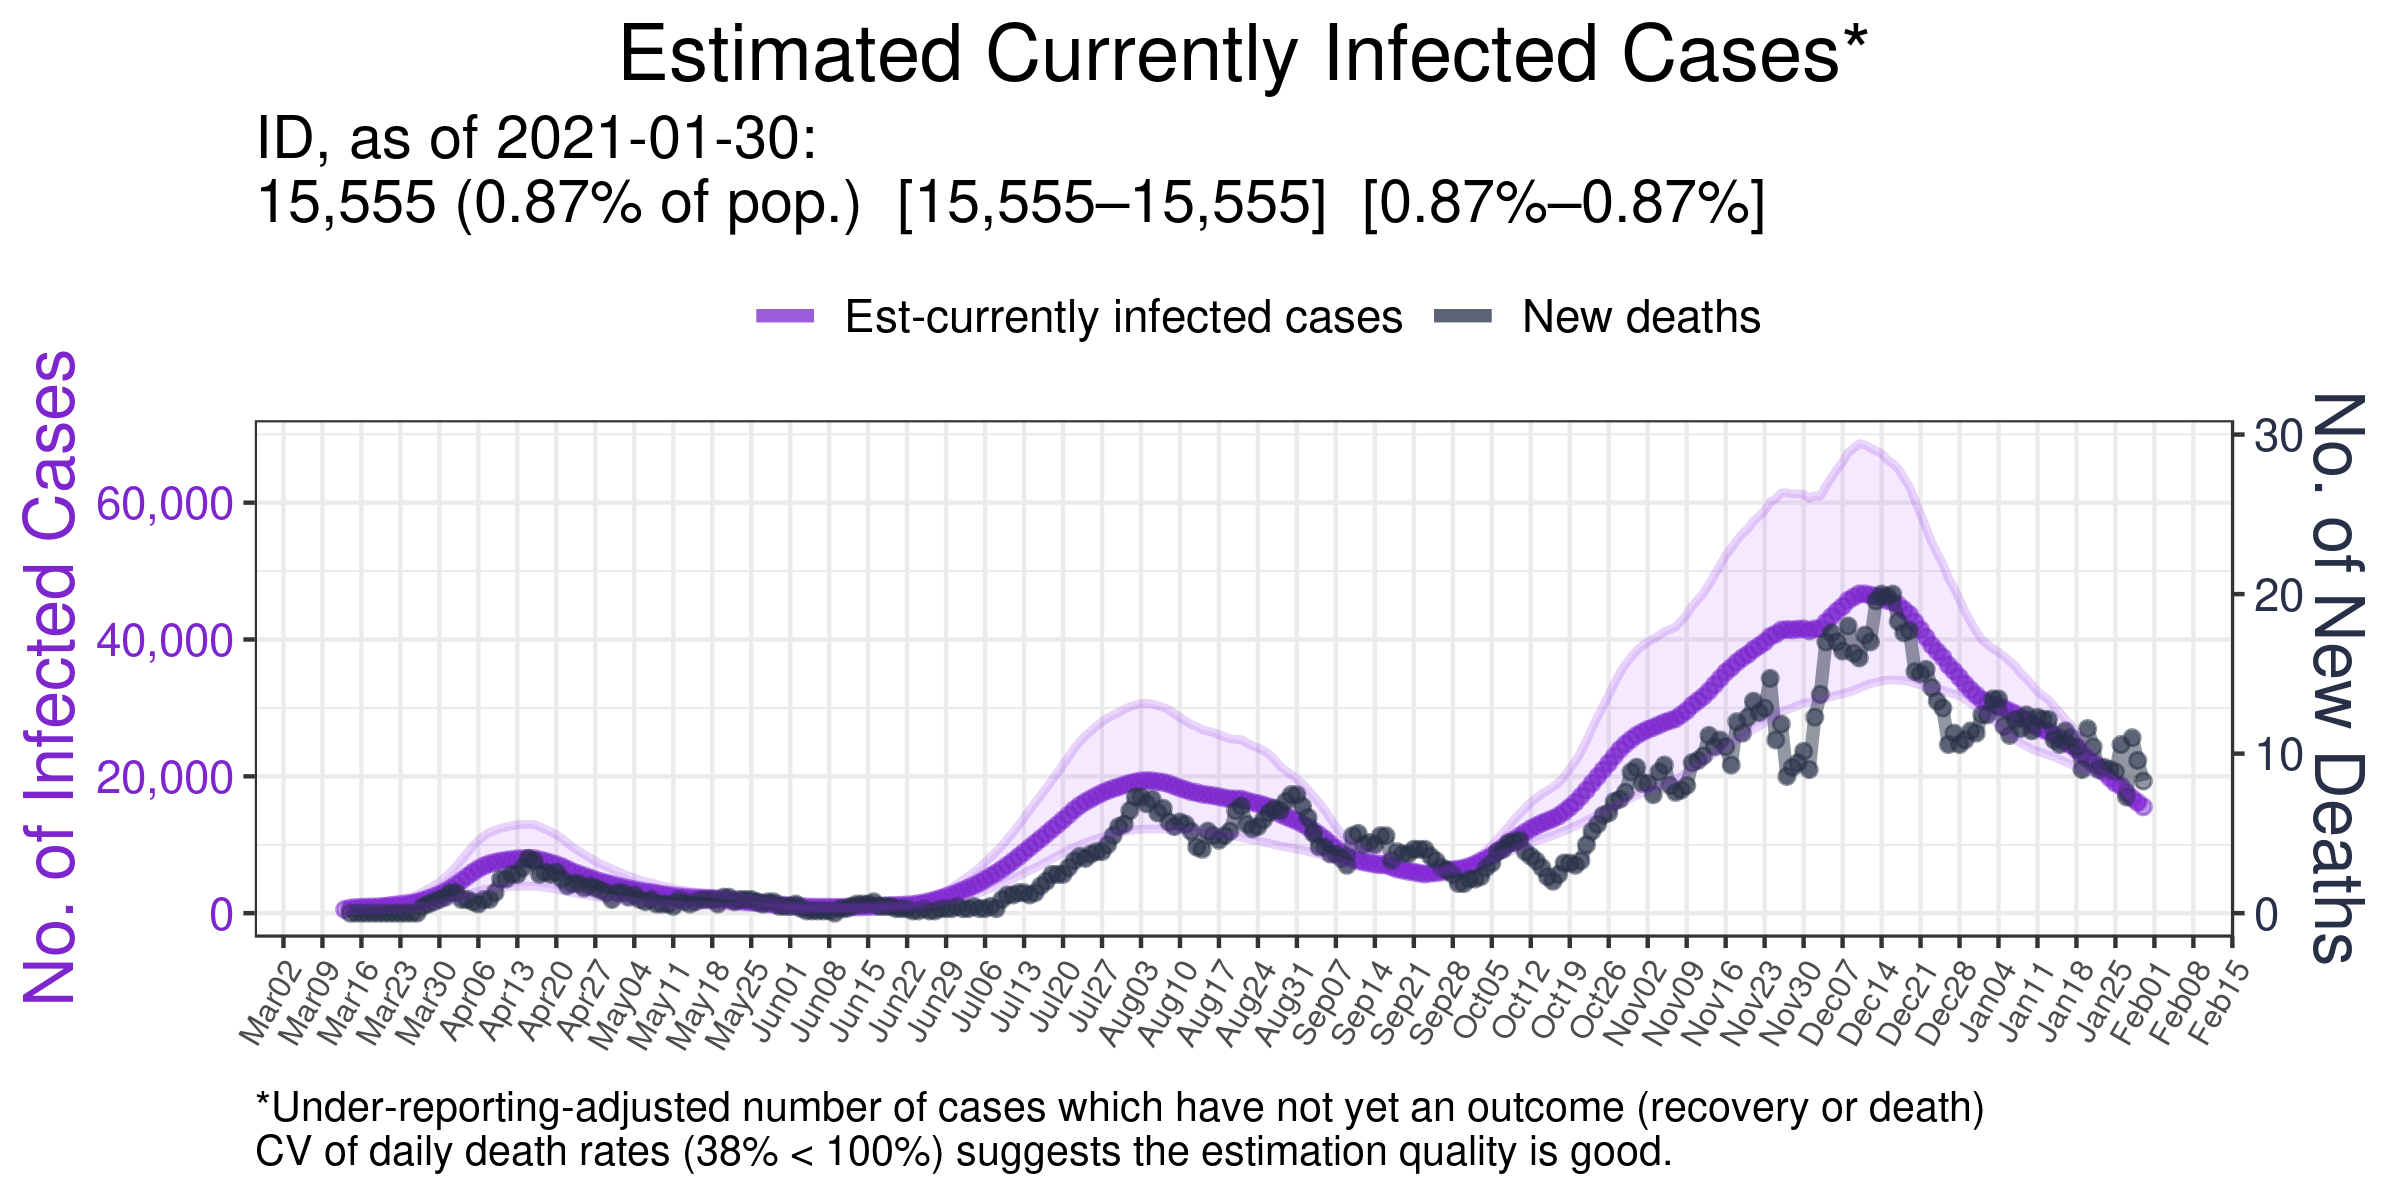 Estimated Currently Infected Cases*
ID, as of 2021-01-30:
15,555 (0.87% of pop.) [15,555–15,555] [0.87%–0.87%]
Est-currently infected cases
New deaths
No. of Infected Cases
60,000
40,000
20,000
0
30
20
10
0
No. of New Deaths
Mar02
Mar09
Mar16
Mar23
Mar30
Apr06
Apr13
Apr20
Apr27
May04
May11
May18
May25
Jun01
Jun08
Jun15
Jun22
Jun29
Jul06
Jul13
Jul20
Jul27
Aug03
Aug10
Aug17
Aug24
Aug31
Sep07
Sep14
Sep21
Sep28
Oct05
Oct12
Oct19
Oct26
Nov02
Nov09
Nov16
Nov23
Nov30
Dec07
Dec14
Dec21
Dec28
Jan04
Jan11
Jan18
Jan25
Feb01
Feb08
Feb15
*Under-reporting-adjusted number of cases which have not yet an outcome (recovery or death)
CV of daily death rates (38% < 100%) suggests the estimation quality is good.